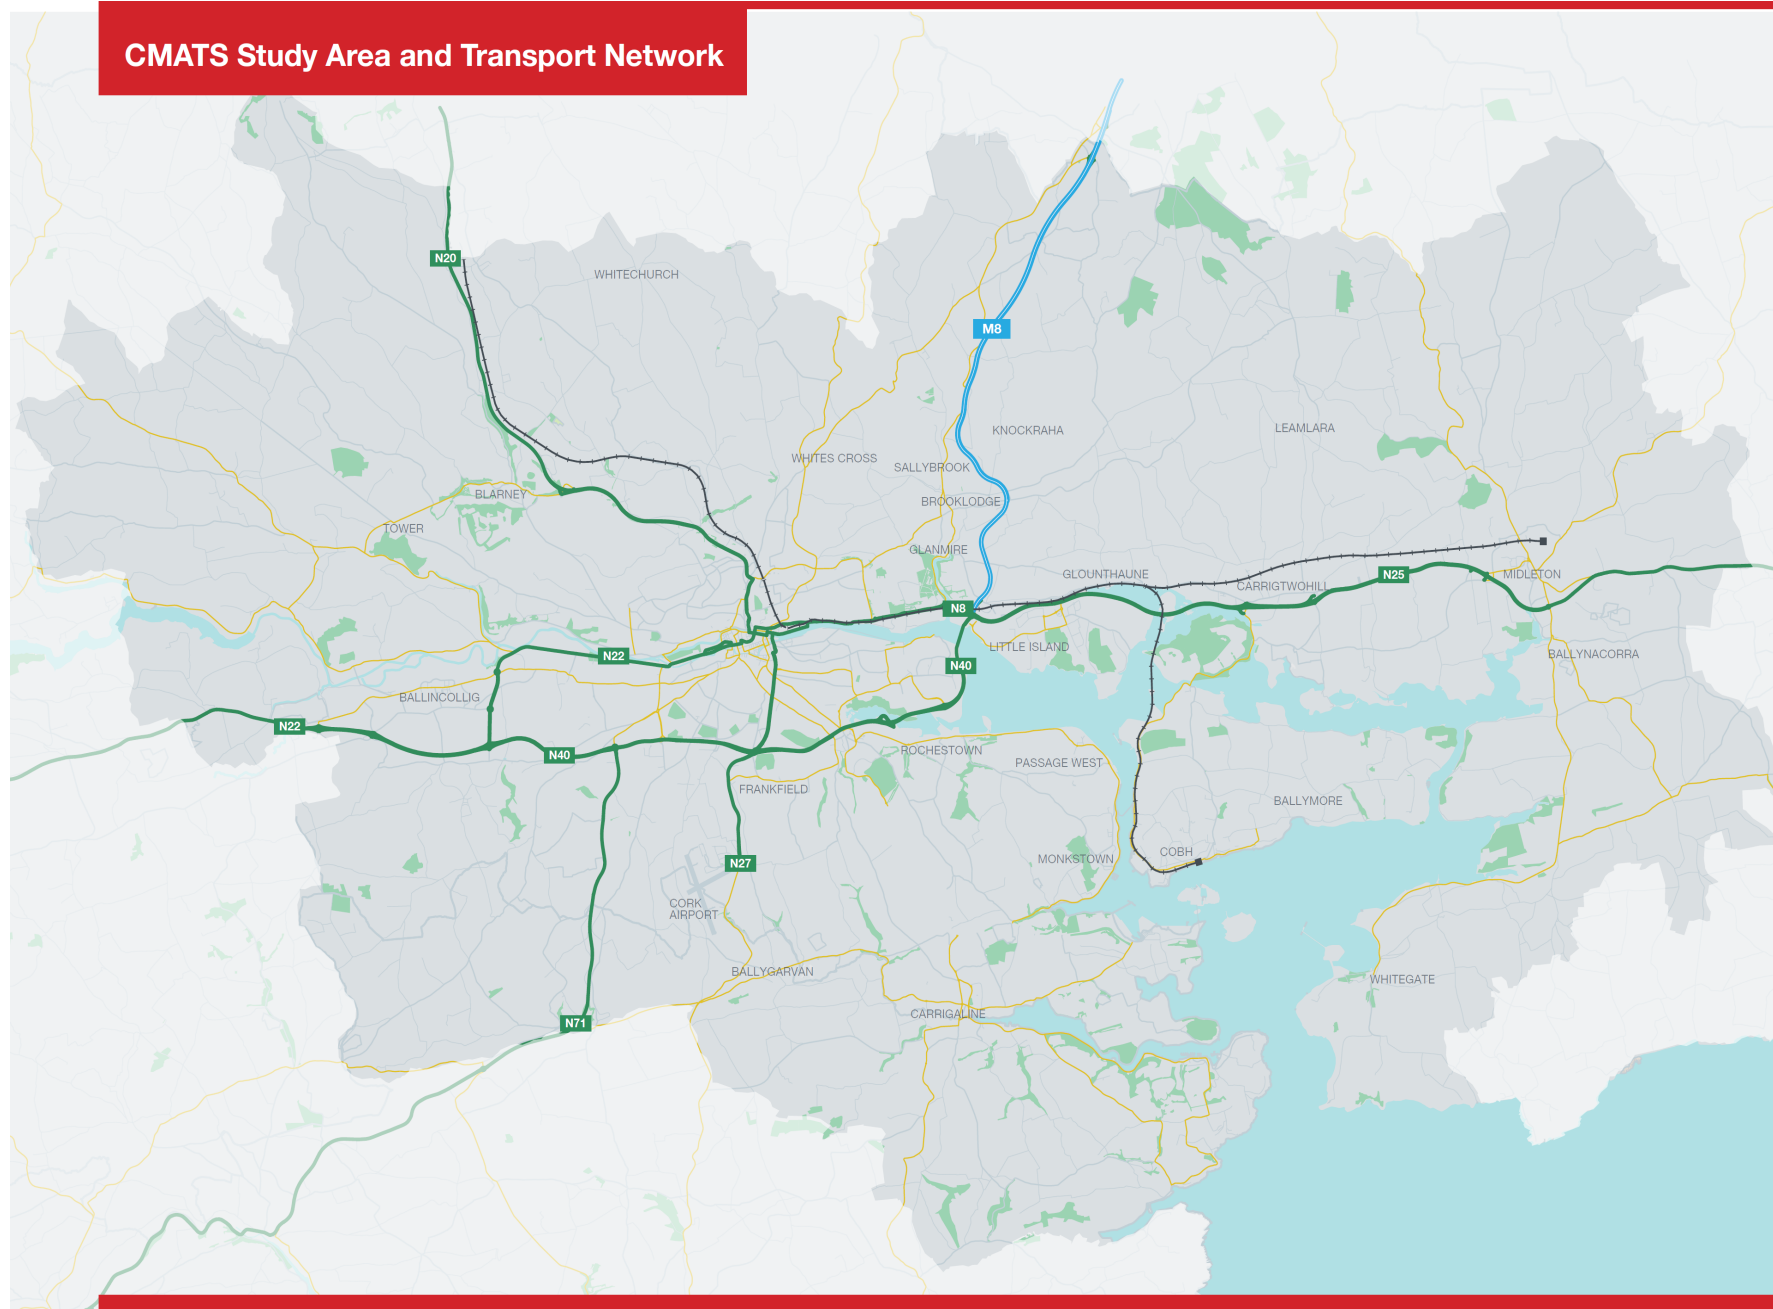 CMATS Study Area and Transport Network
N20
WHITECHURCH
M8
KNOCKRAHA
LEAMLARA
WHITES CROSS
SALLYBROOK
BLARNEY
BROOKLODGE
TOWER
GLANMIRE
GLOUNTHAUNE
N25
MIDLETON
CARRIGTWOHILL
N8
LITTLE ISLAND
N22
BALLYNACORRA
N40
BALLINCOLLIG
N22
N40
ROCHESTOWN
PASSAGE WEST
FRANKFIELD
BALLYMORE
COBH
MONKSTOWN
N27
CORK
AIRPORT
BALLYGARVAN
WHITEGATE
CARRIGALINE
N71